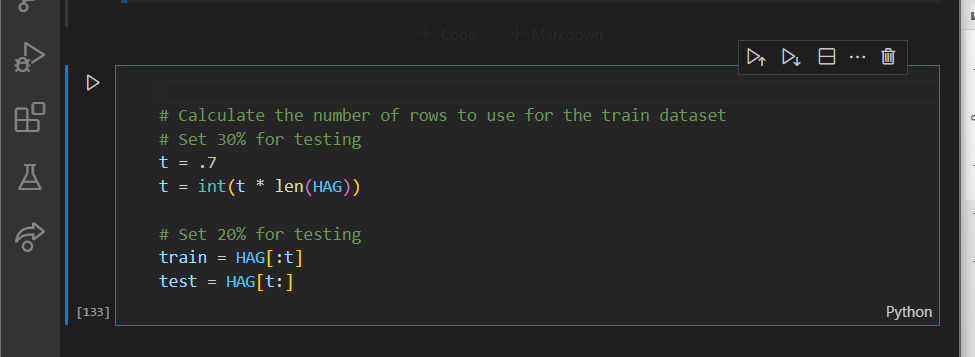 + Code + Markdown
# Calculate the number of rows to use for the train dataset
# Set 30% for testing
t = .7
t = int(t * len(HAG))
# Set 20% for testing
train = HAG[:t]
test = HAG[t:]
[133]
Python